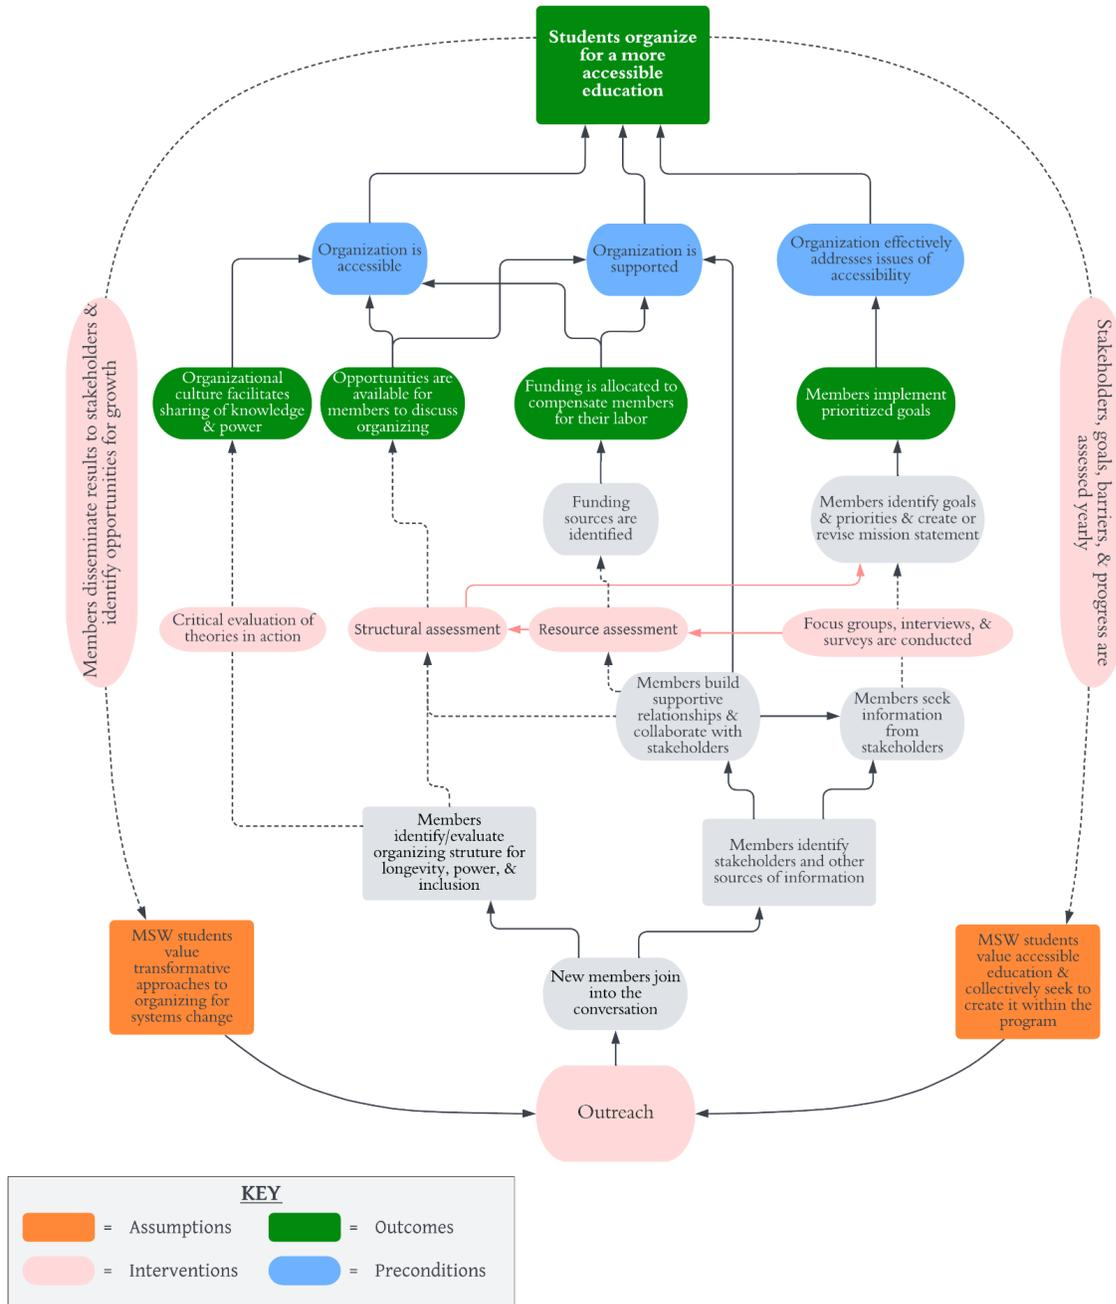 Students organize
for a more
accessible
education
Organization is
accessible
Organization is
supported
Organization effectively
addresses issues of
accessibility
Members disseminate results to stakeholders &
identify opportunities for growth
Stakeholders, goals, barriers, & progress are
assessed yearly
Organizational
culture facilitates
sharing of knowledge
& power
Opportunities are
available for
members to discuss
organizing
Funding is allocated to
compensate members
for their labor
Members implement
prioritized goals
Funding
sources are
identified
Members identify goals
& priorities & create or
revise mission statement
Critical evaluation of
theories in action
Structural assessment
Resource assessment
Focus groups, interviews, &
surveys are conducted
Members build
supportive
relationships &
collaborate with
stakeholders
Members seek
information
from
stakeholders
Members
identify/evaluate
organizing struture for
longevity, power, &
inclusion
Members identify
stakeholders and other
sources of information
MSW students
value
transformative
approaches to
organizing for
systems change
New members join
into the
conversation
MSW students
value accessible
education &
collectively seek to
create it within the
program
Outreach
KEY
= Assumptions
= Outcomes
= Interventions
= Preconditions